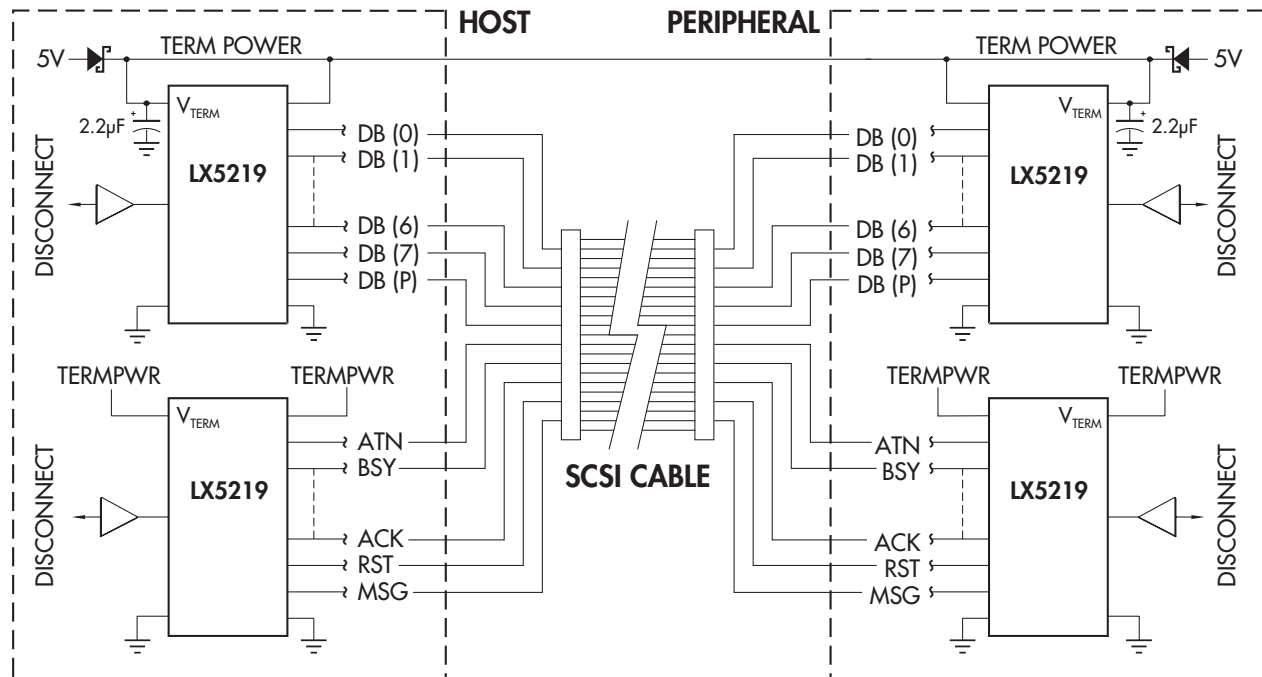 HOST
PERIPHERAL
5V
TERM POWER
TERM POWER
5V
VTERM
2.2µF
DB (0)
DB (1)
LX5219
DISCONNECT
DB (6)
DB (7)
DB (P)
VTERM
2.2µF
DB (0)
DB (1)
LX5219
DISCONNECT
DB (6)
DB (7)
DB (P)
TERMPWR
TERMPWR
VTERM
ATN
BSY
LX5219
DISCONNECT
ACK
RST
MSG
SCSI CABLE
TERMPWR
TERMPWR
VTERM
ATN
BSY
LX5219
DISCONNECT
ACK
RST
MSG